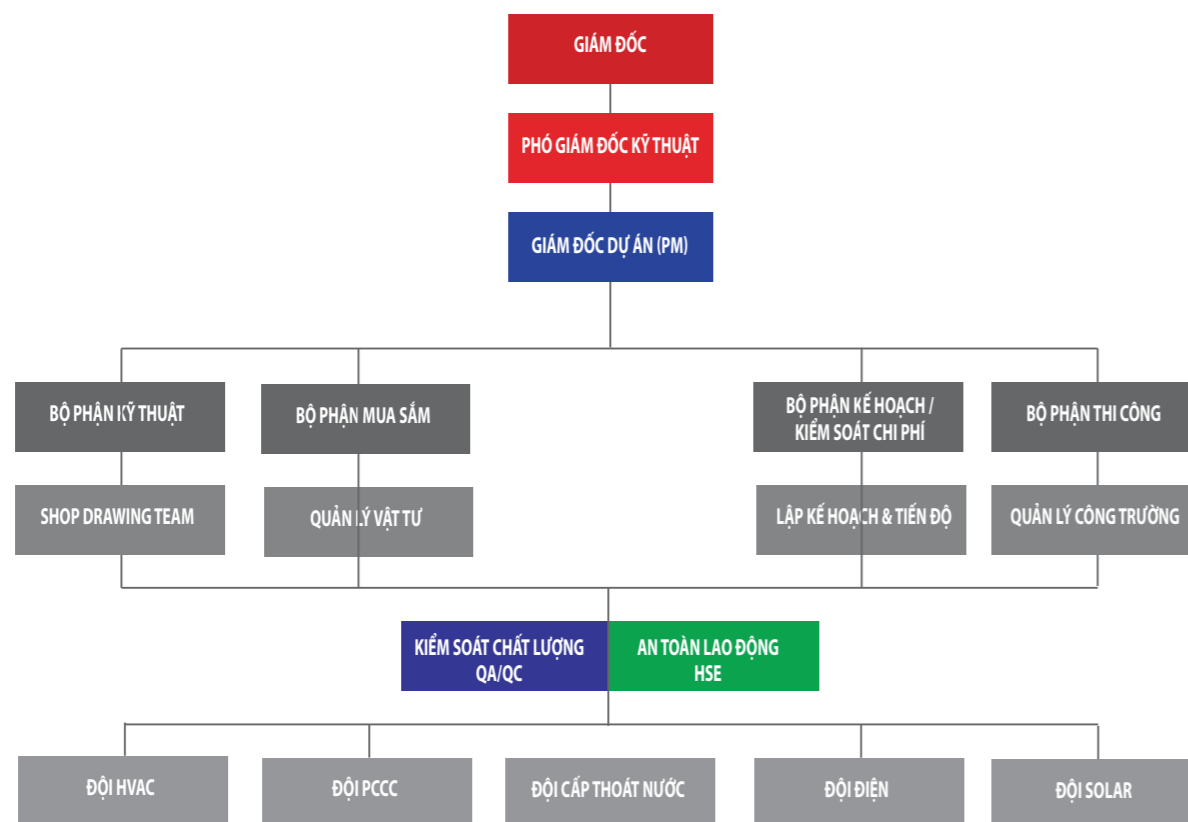 GIÁM ĐỐC
PHÓ GIÁM ĐỐC KỸ THUẬT
GIÁM ĐỐC DỰ ÁN (PM)
BỘ PHẬN KỸ THUẬT
BỘ PHẬN MUA SẮM
BỘ PHẬN KẾ HOẠCH /
KIỂM SOÁT CHI PHÍ
BỘ PHẬN THI CÔNG
SHOP DRAWING TEAM
QUẢN LÝ VẬT TƯ
LẬP KẾ HOẠCH & TIẾN ĐỘ
QUẢN LÝ CÔNG TRƯỜNG
KIỂM SOÁT CHẤT LƯỢNG
QA/QC
AN TOÀN LAO ĐỘNG
HSE
ĐỘI HVAC
ĐỘI PCCC
ĐỘI CẤP THOÁT NƯỚC
ĐỘI ĐIỆN
ĐỘI SOLAR